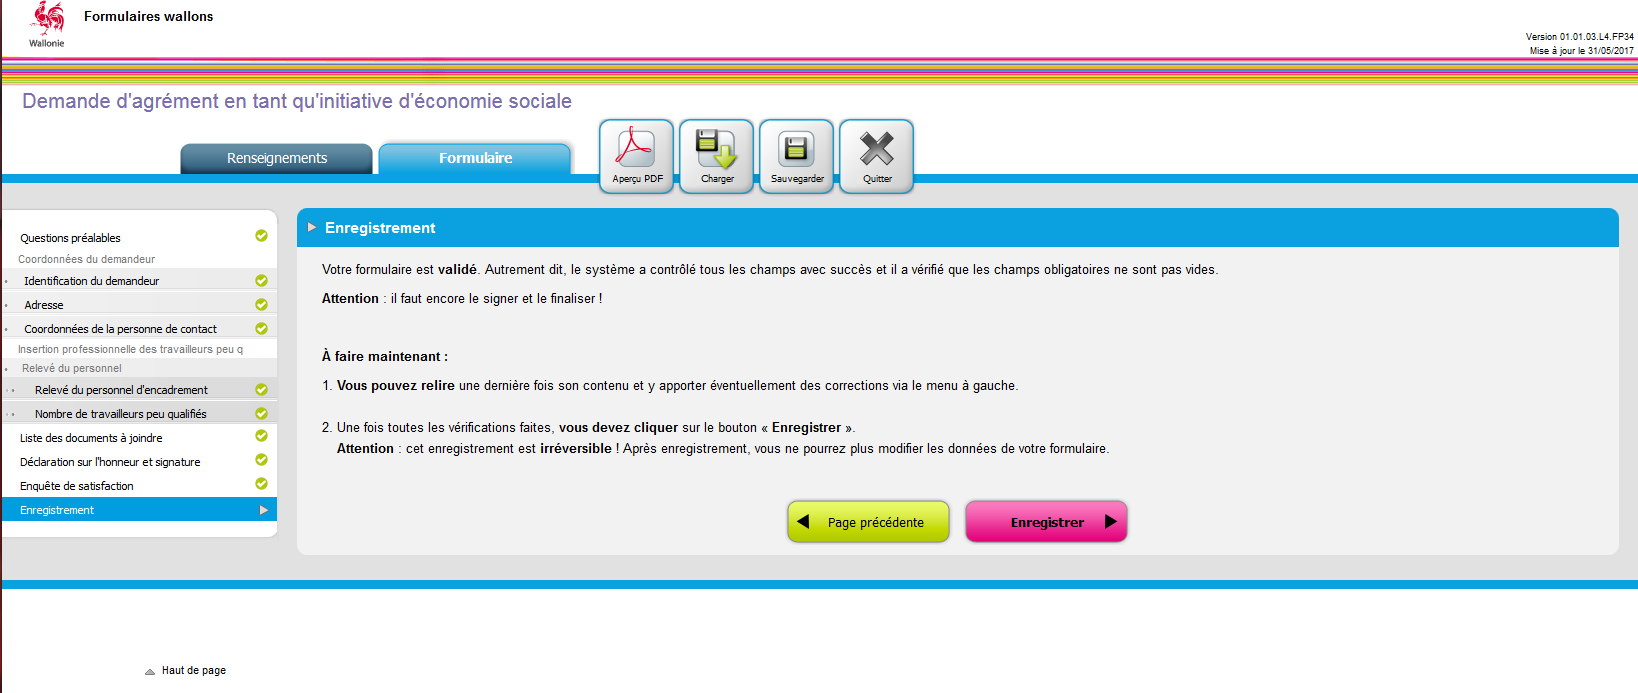 Formulaires wallons
Wallonie
Version 01.01.03.L4.FP34
Mise à jour le 31/05/2017
Demande d'agrément en tant qu'initiative d'économie sociale
Renseignements
Formulaire
Aperçu PDF
Charger
Sauvegarder
Quitter
Questions préalables
Coordonnées du demandeur
Identification du demandeur
Adresse
Coordonnées de la personne de contact
Insertion professionnelle des travailleurs peu q
Relevé du personnel
Relevé du personnel d'encadrement
Nombre de travailleurs peu qualifiés
Liste des documents à joindre
Déclaration sur l'honneur et signature
Enquête de satisfaction
Enregistrement
Enregistrement
Votre formulaire est validé. Autrement dit, le système a contrôlé tous les champs avec succès et il a vérifié que les champs obligatoires ne sont pas vides.
Attention : il faut encore le signer et le finaliser !
À faire maintenant :
1. Vous pouvez relire une dernière fois son contenu et y apporter éventuellement des corrections via le menu à gauche.
2. Une fois toutes les vérifications faites, vous devez cliquer sur le bouton « Enregistrer ».
Attention : cet enregistrement est irréversible ! Après enregistrement, vous ne pourrez plus modifier les données de votre formulaire.
Page précédente
Enregistrer
Haut de page